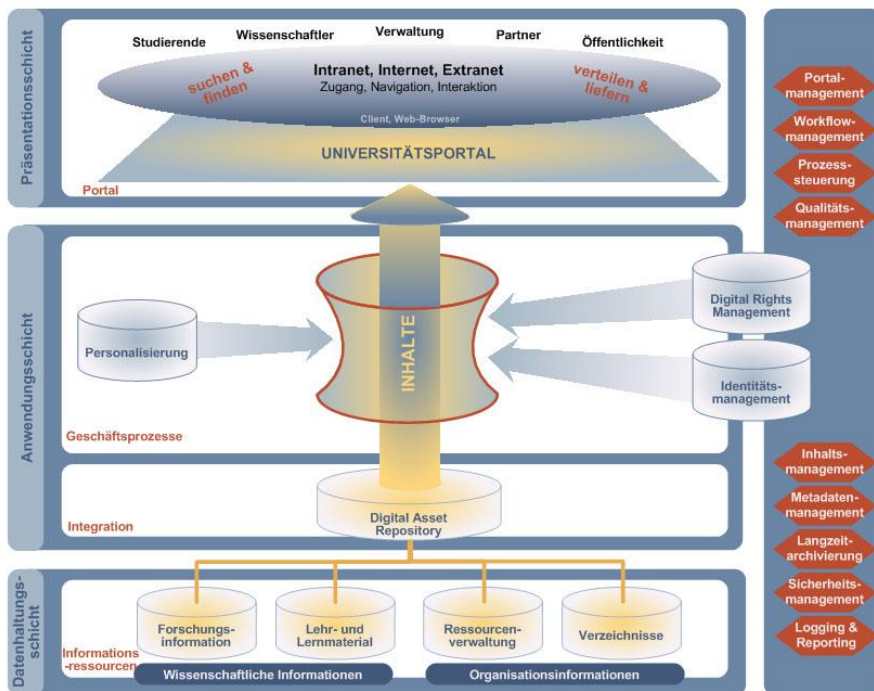 Präsentationsschicht
Studierende
Wissenschaftler
Verwaltung
Partner
Öffentlichkeit
suchen &
finden
Intranet, Internet, Extranet
Zugang, Navigation, Interaktion
verteilen &
liefern
Client, Web-Browser
UNIVERSITÄTSPORTAL
Portal
Anwendungsschicht
Personalisierung
INHALTE
Digital Rights
Management
Identitäts-
management
Geschäftsprozesse
Integration
Digital Asset
Repository
Datenhaltungs-
schicht
Forschungs-
information
Lehr- und
Lernmaterial
Ressourcen-
verwaltung
Verzeichnisse
Informations
-ressourcen
Wissenschaftliche Informationen
Organisationsinformationen
Portal-
management
Workflow-
management
Prozess-
steuerung
Qualitäts-
management
Inhalts-
management
Metadaten-
management
Langzeit-
archivierung
Sicherheits-
management
Logging &
Reporting